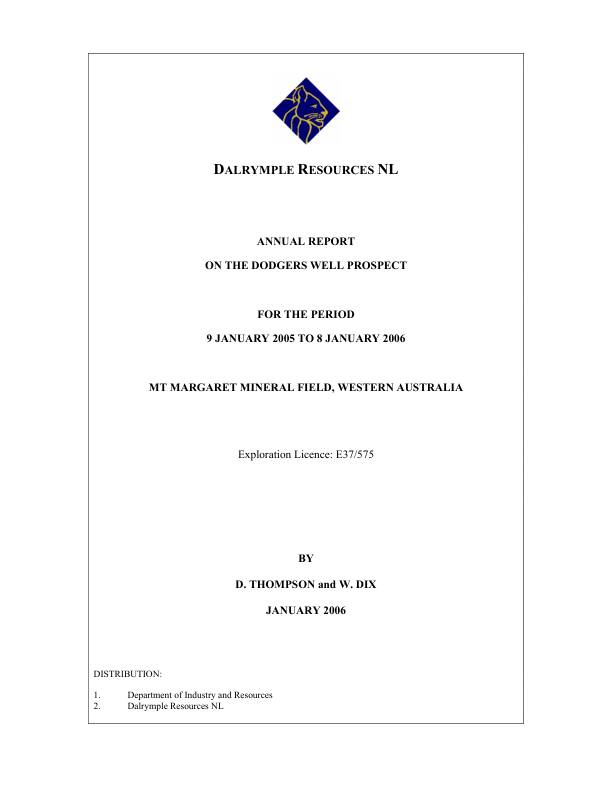 DALRYMPLE RESOURCES NL
ANNUAL REPORT
ON THE DODGERS WELL PROSPECT
FOR THE PERIOD
9 JANUARY 2005 TO 8 JANUARY 2006
MT MARGARET MINERAL FIELD, WESTERN AUSTRALIA
Exploration Licence: E37/575
BY
D. THOMPSON and W. DIX
JANUARY 2006
DISTRIBUTION:
1. Department of Industry and Resources
2. Dalrymple Resources NL